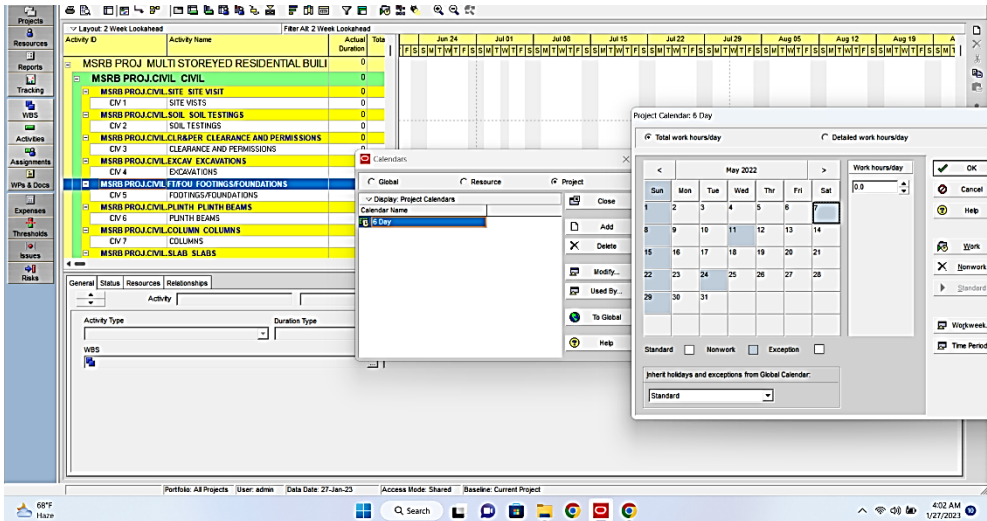 Projects
Resources
Reports
Tracking
WBS
Activities
Assignments
WPs & Docs
Expenses
Thresholds
Issues
Risks
Layout: 2 Week Lookahead Filter All: 2 Week Lookahead
Activity ID Activity Name Actual Duration Tota
Jun 24 Jul 01 Jul 08 Jul 15 Jul 22 Jul 29 Aug 05 Aug 12 Aug 19 A
MSRB PROJ MULTI STOREYED RESIDENTIAL BUILI 0
MSRB PROJ.CIVIL CIVIL 0
MSRB PROJ.CIVIL.SITE SITE VISIT 0
CIV 1 SITE VISTS 0
MSRB PROJ.CIVIL.SOIL SOIL TESTINGS 0
CIV 2 SOIL TESTINGS 0
MSRB PROJ.CIVIL.CLR&PER CLEARANCE AND PERMISSIONS 0
CIV 3 CLEARANCE AND PERMISSIONS
MSRB PROJ.CIVIL.EXCAV EXCAVATIONS
CIV 4 EXCAVATIONS
MSRB PROJ.CIVIL.FT/FOU FOOTINGS/FOUNDATIONS
CIV 5 FOOTINGS/FOUNDATIONS
MSRB PROJ.CIVIL.PLINTH PLINTH BEAMS
CIV 6 PLINTH BEAMS
MSRB PROJ.CIVIL.COLUMN COLUMNS
CIV 7 COLUMNS
MSRB PROJ.CIVIL.SLAB SLABS
General Status Resources Relationships
Activity
Activity Type Duration Type
WBS
Calendars
Global Resource Project
Display: Project Calendars
Calendar Name
6 Day
Close
Add
Delete
Modify...
Used By...
To Global
Help
Project Calendar: 6 Day
Total work hours/day Detailed work hours/day
< May 2022 >
Sun Mon Tue Wed Thr Fri Sat
1 2 3 4 5 6 7
8 9 10 11 12 13 14
15 16 17 18 19 20 21
22 23 24 25 26 27 28
29 30 31
Work hours/day
0.0
OK
Cancel
Help
Work
Nonwork
Standard
Workweek.
Time Period
Standard Nonwork Exception
Inherit holidays and exceptions from Global Calendar:
Standard
Portfolio: All Projects User: admin Data Date: 27-Jan-23 Access Mode: Shared Baseline: Current Project
68°F
Haze
Search
4:02 AM
1/27/2023